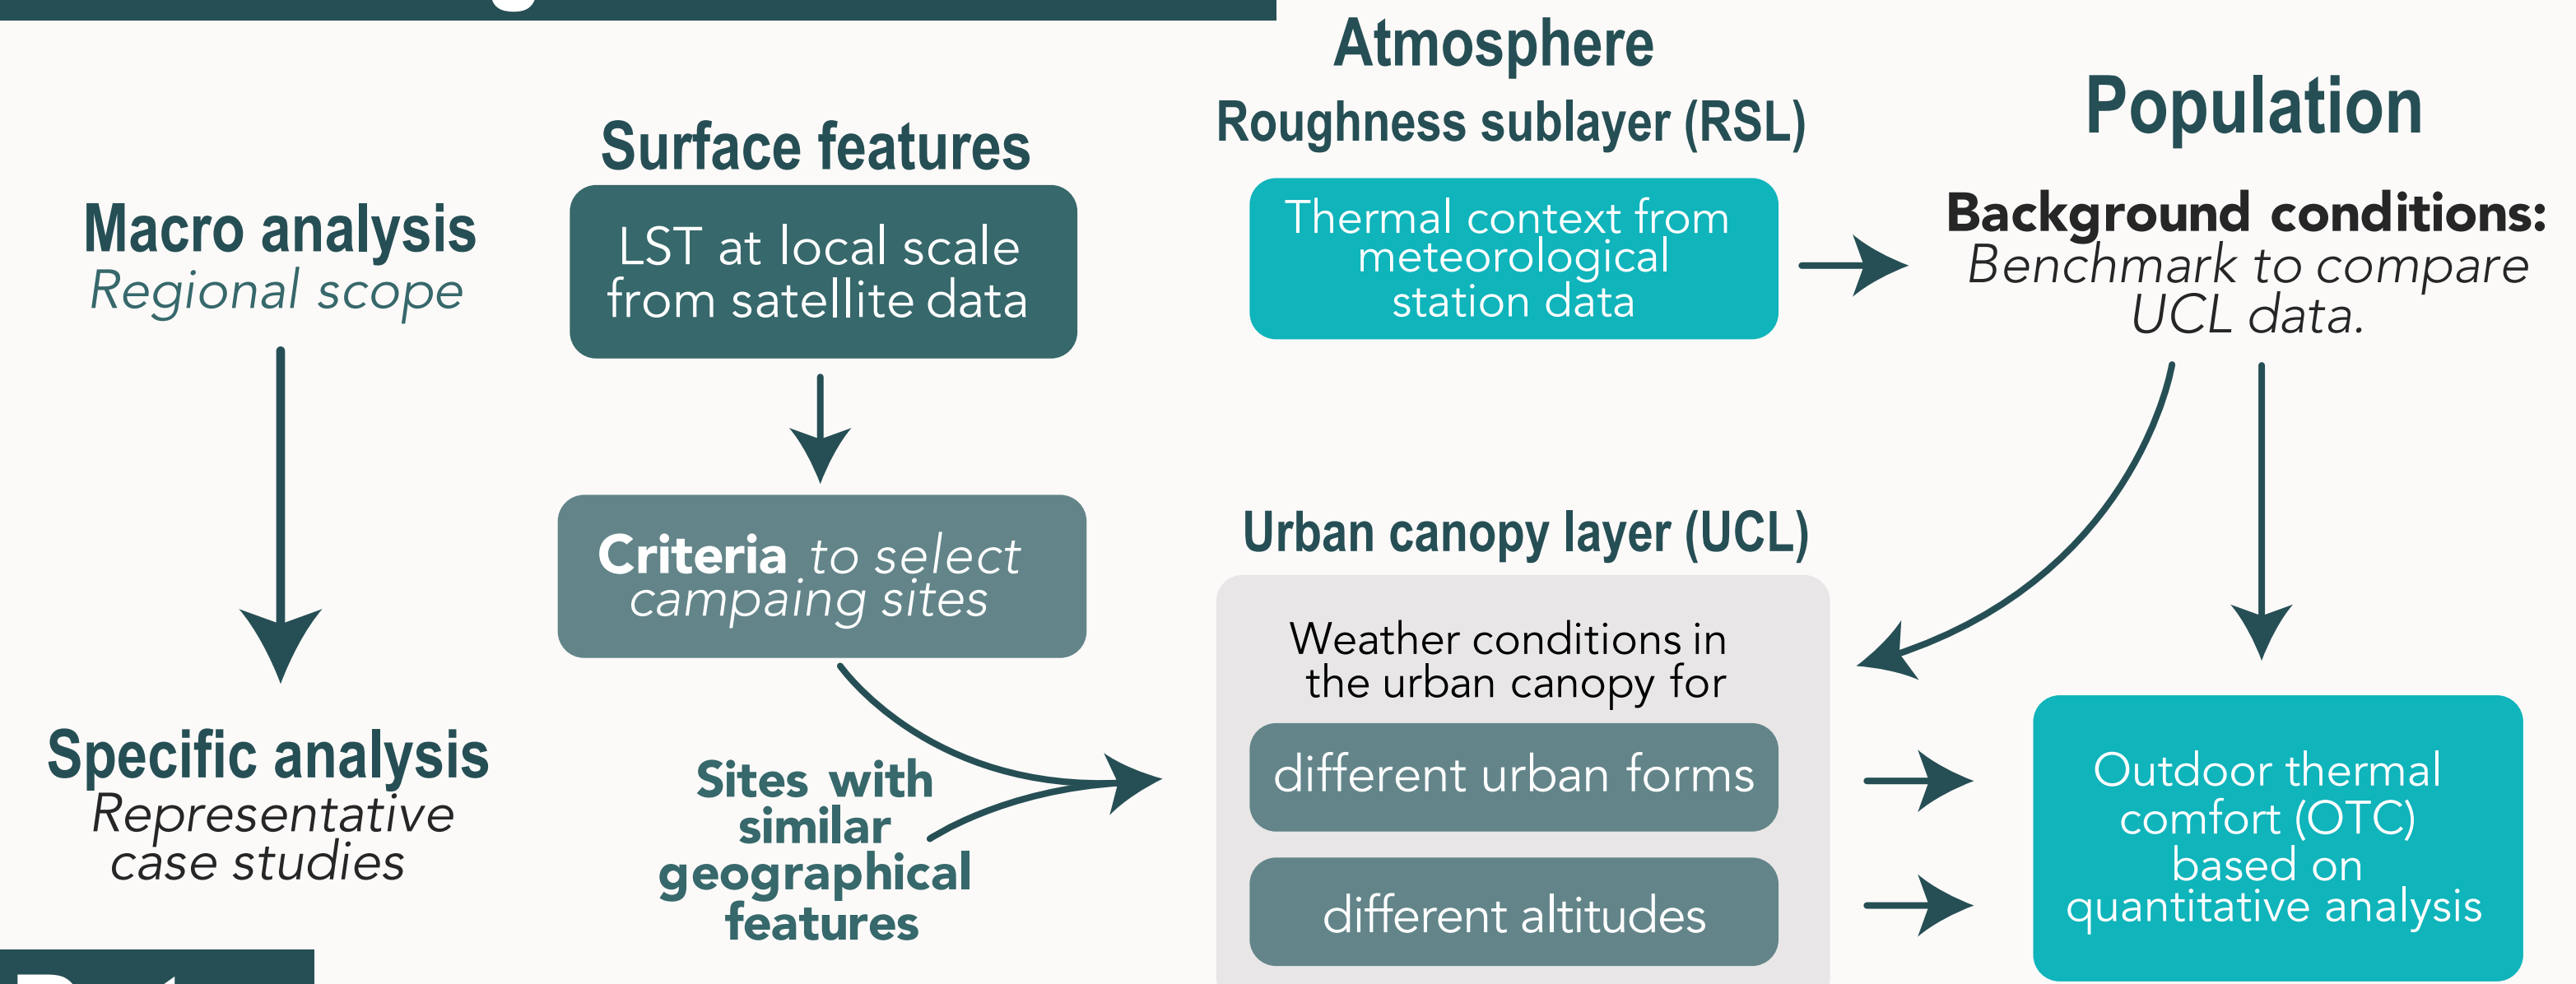 Macro analysis
Regional scope
Specific analysis
Representative
case studies
Surface features
LST at local scale
from satellite data
Criteria to select
campaing sites
Sites with
similar
geographical
features
Atmosphere
Roughness sublayer (RSL)
Thermal context from
meteorological
station data
Urban canopy layer (UCL)
Weather conditions in
the urban canopy for
different urban forms
different altitudes
Population
Background conditions:
Benchmark to compare
UCL data.
Outdoor thermal
comfort (OTC)
based on
quantitative analysis